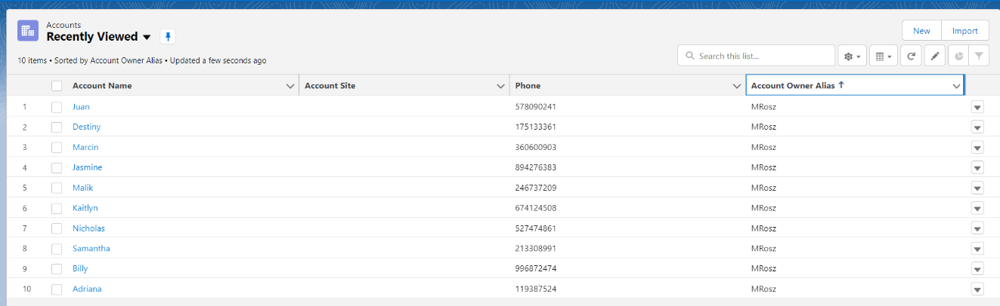 Accounts
Recently Viewed
New Import
10 items • Sorted by Account Owner Alias • Updated a few seconds ago
Search this list...
Account Name Account Site Phone Account Owner Alias
1 Juan 578090241 MRosz
2 Destiny 175133361 MRosz
3 Marcin 360600903 MRosz
4 Jasmine 894276383 MRosz
5 Malik 246737209 MRosz
6 Kaitlyn 674124508 MRosz
7 Nicholas 527474861 MRosz
8 Samantha 213308991 MRosz
9 Billy 996872474 MRosz
10 Adriana 119387524 MRosz